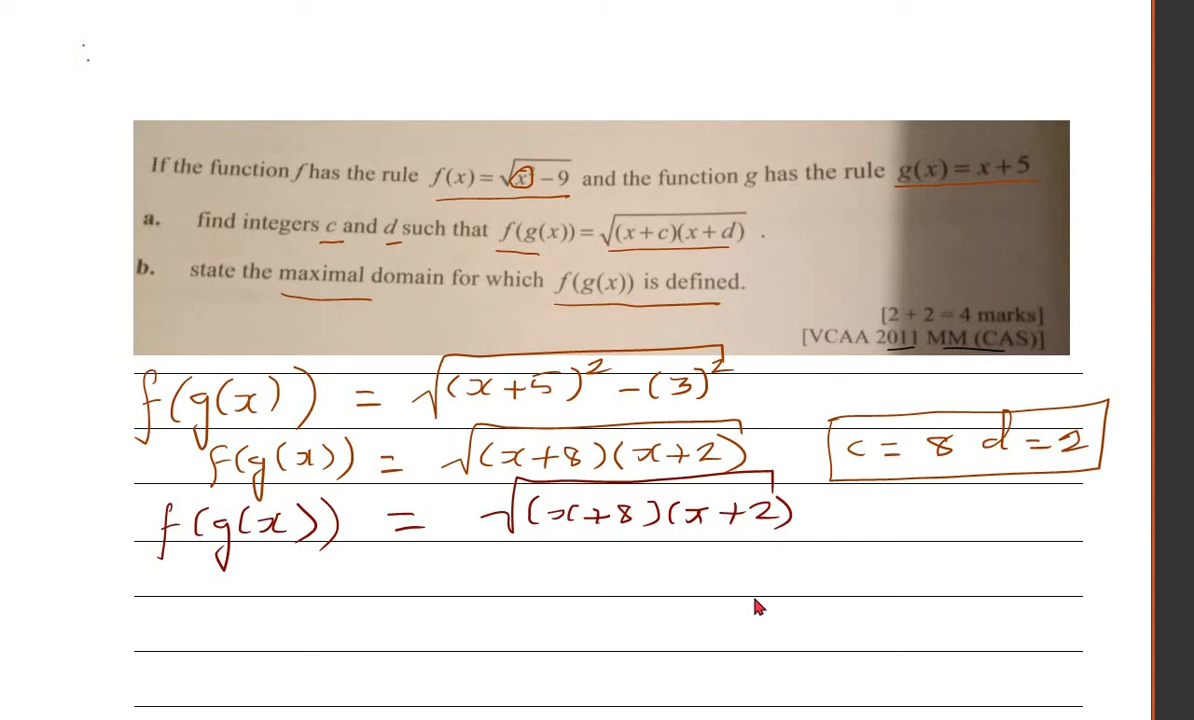 If the function f has the rule f(x) = √x² − 9 and the function g has the rule g(x) = x + 5
a. find integers c and d such that f(g(x)) = √(x + c)(x + d) .
b. state the maximal domain for which f(g(x)) is defined.
[2 + 2 = 4 marks]
[VCAA 2011 MM (CAS)]
f(g(x)) = √(x+5)² − (3)²
f(g(x)) = √(x+8)(x+2) c = 8 d = 2
f(g(x)) = √(x+8)(x+2)